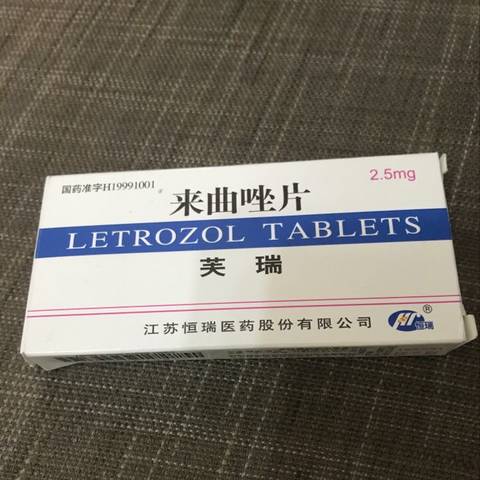 国药准字H19991001
来曲唑片
2.5mg
LETROZOL TABLETS
芙瑞
江苏恒瑞医药股份有限公司
恒瑞
®